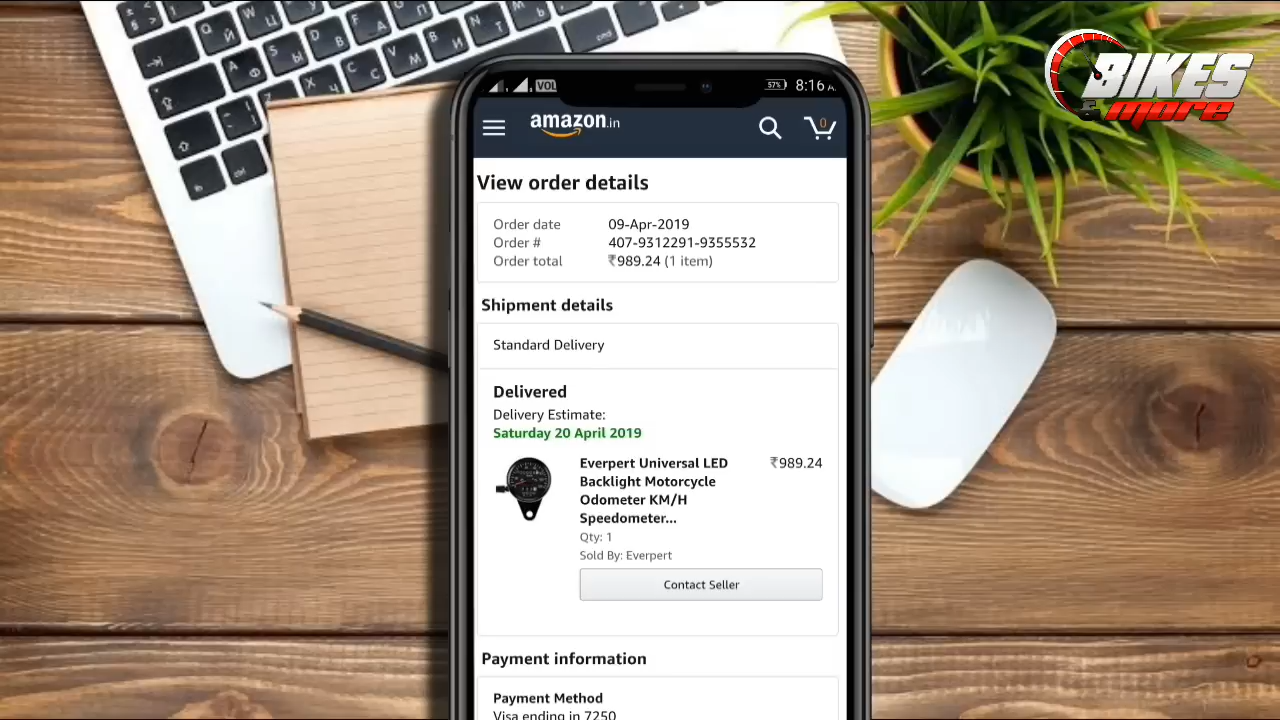 BIKES
& MORE
VOL
57%
8:16 A.
amazon.in
0
View order details
Order date 09-Apr-2019
Order # 407-9312291-9355532
Order total ₹989.24 (1 item)
Shipment details
Standard Delivery
Delivered
Delivery Estimate:
Saturday 20 April 2019
Everpert Universal LED ₹989.24
Backlight Motorcycle
Odometer KM/H
Speedometer...
Qty: 1
Sold By: Everpert
Contact Seller
Payment information
Payment Method
Visa ending in 7250